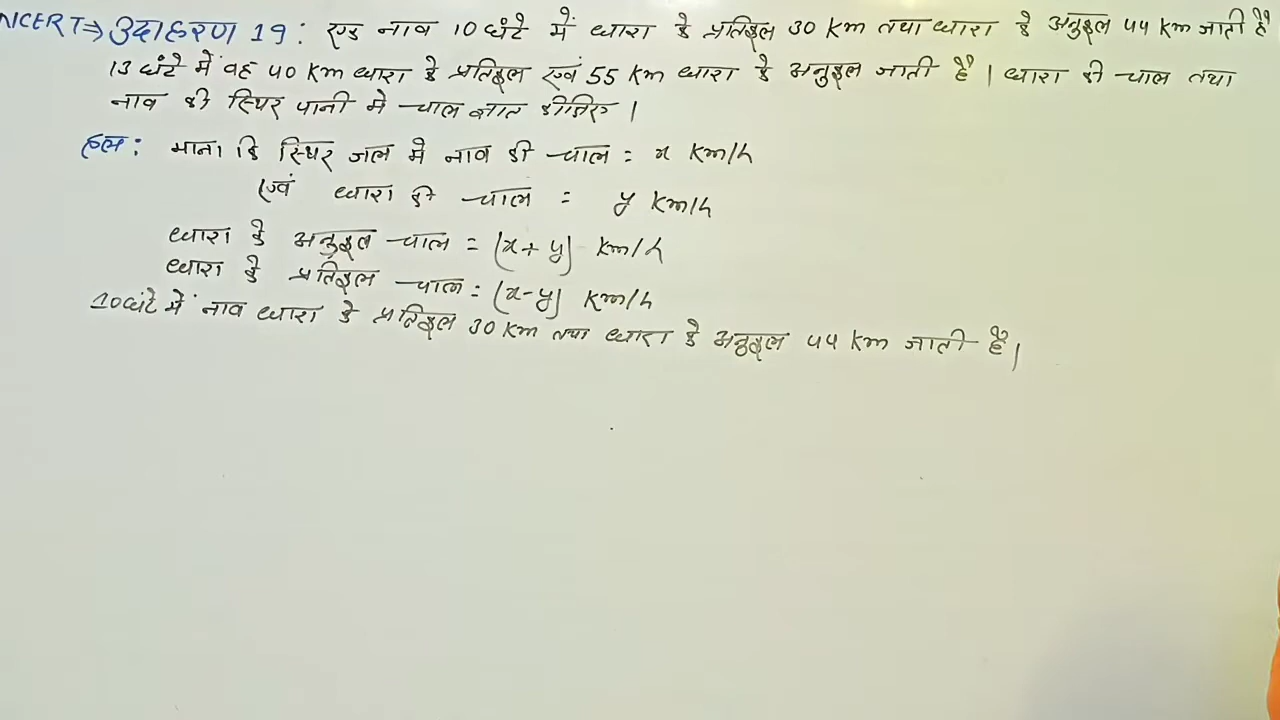 NCERT⇒ उदाहरण 19: एक नाव 10 घंटे में धारा के प्रतिकूल 30 Km तथा धारा के अनुकूल 44 Km जाती है
13 घंटे में वह 40 Km धारा के प्रतिकूल एवं 55 Km धारा के अनुकूल जाती है। धारा की चाल तथा
नाव की स्थिर पानी में चाल ज्ञात कीजिए।
हल: माना कि स्थिर जल में नाव की चाल = x Km/h
एवं धारा की चाल = y Km/h
धारा के अनुकूल चाल = (x+y) Km/h
धारा के प्रतिकूल चाल = (x-y) Km/h
10 घंटे में नाव धारा के प्रतिकूल 30 Km तथा धारा के अनुकूल 44 Km जाती है।